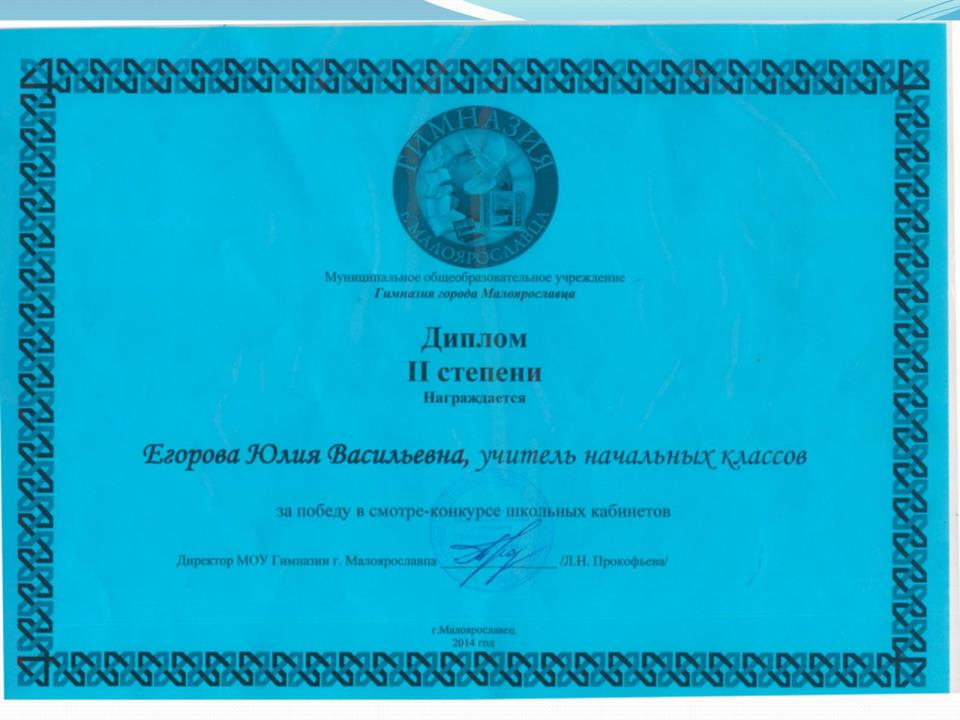 ГИМНАЗИЯ
г. МАЛОЯРОСЛАВЦА
Муниципальное общеобразовательное учреждение
Гимназия города Малоярославца
Диплом
II степени
Награждается
Егорова Юлия Васильевна, учитель начальных классов
за победу в смотре-конкурсе школьных кабинетов
Директор МОУ Гимназии г. Малоярославца ________________ /Л.Н. Прокофьева/
г.Малоярославец
2014 год